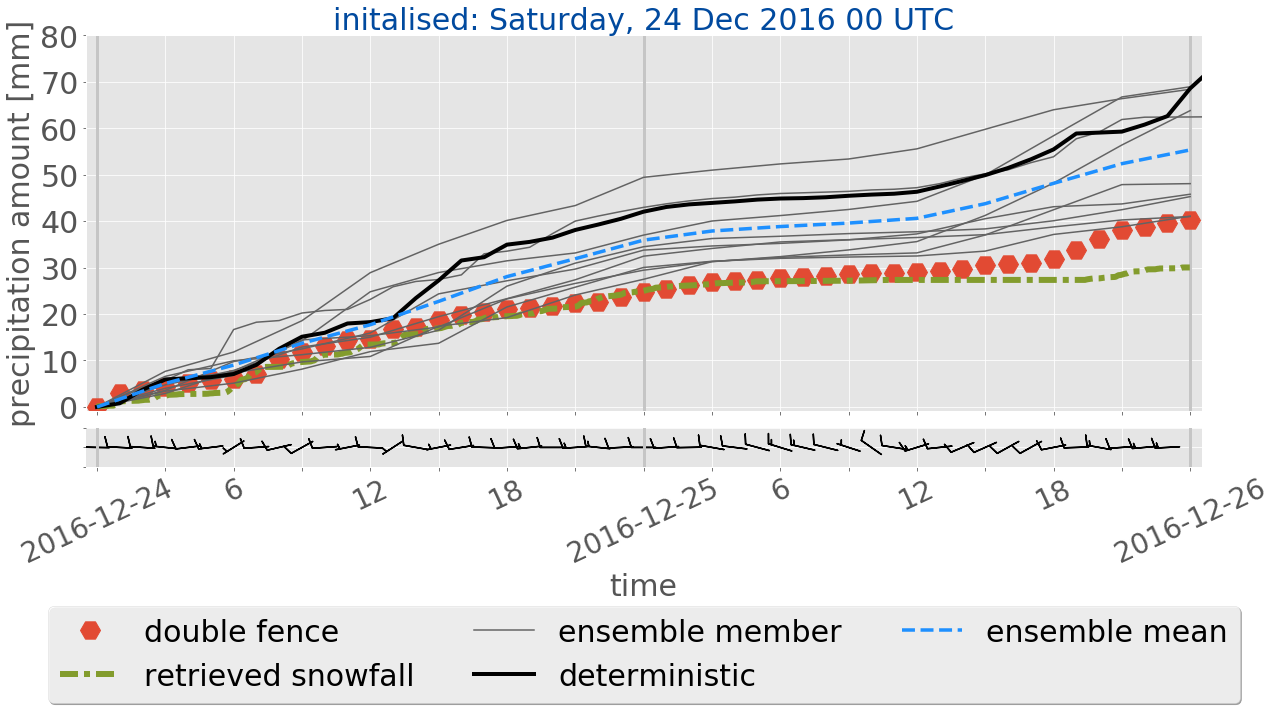 initalised: Saturday, 24 Dec 2016 00 UTC
precipitation amount [mm]
80
70
60
50
40
30
20
10
0
2016-12-24
6
12
18
2016-12-25
6
12
18
2016-12-26
time
double fence
ensemble member
ensemble mean
retrieved snowfall
deterministic